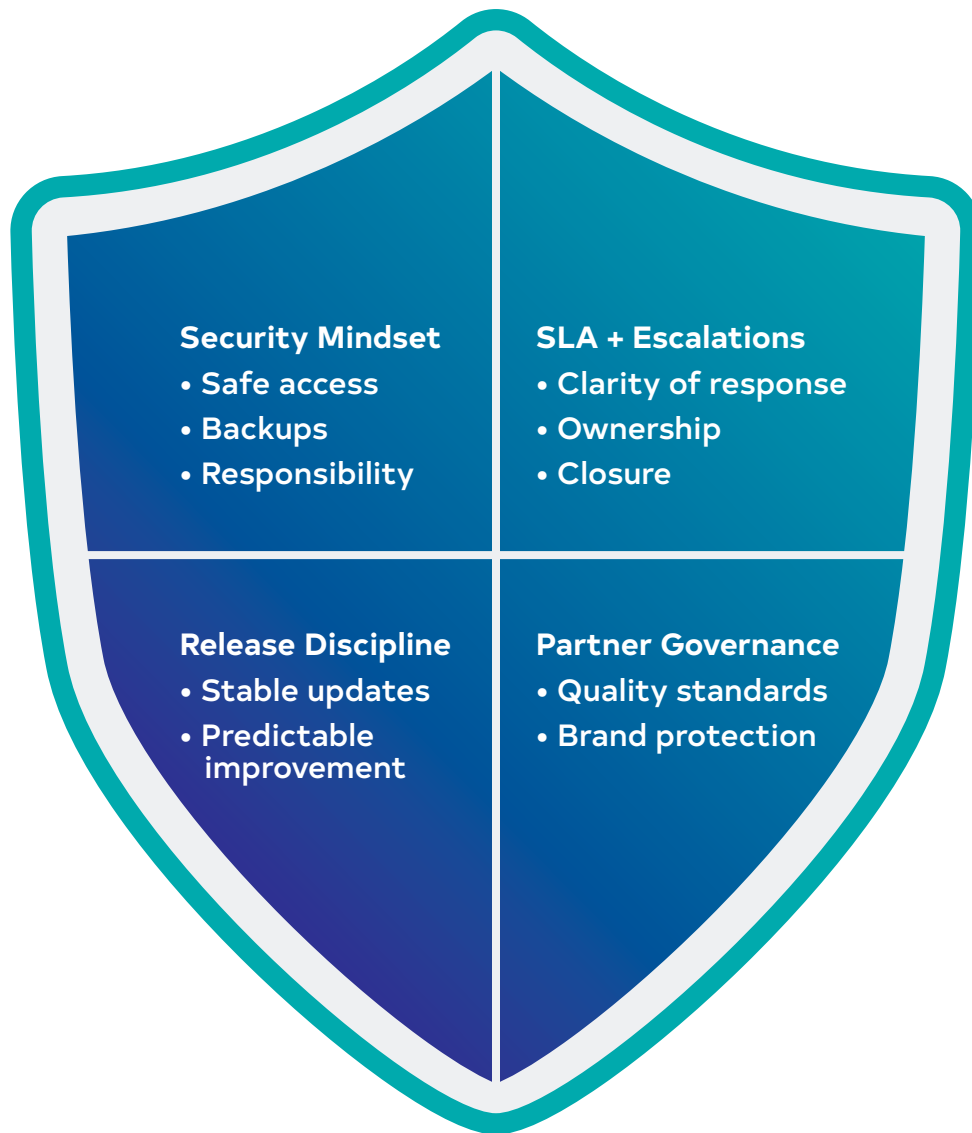 Security Mindset
• Safe access
• Backups
• Responsibility
SLA + Escalations
• Clarity of response
• Ownership
• Closure
Release Discipline
• Stable updates
• Predictable
improvement
Partner Governance
• Quality standards
• Brand protection